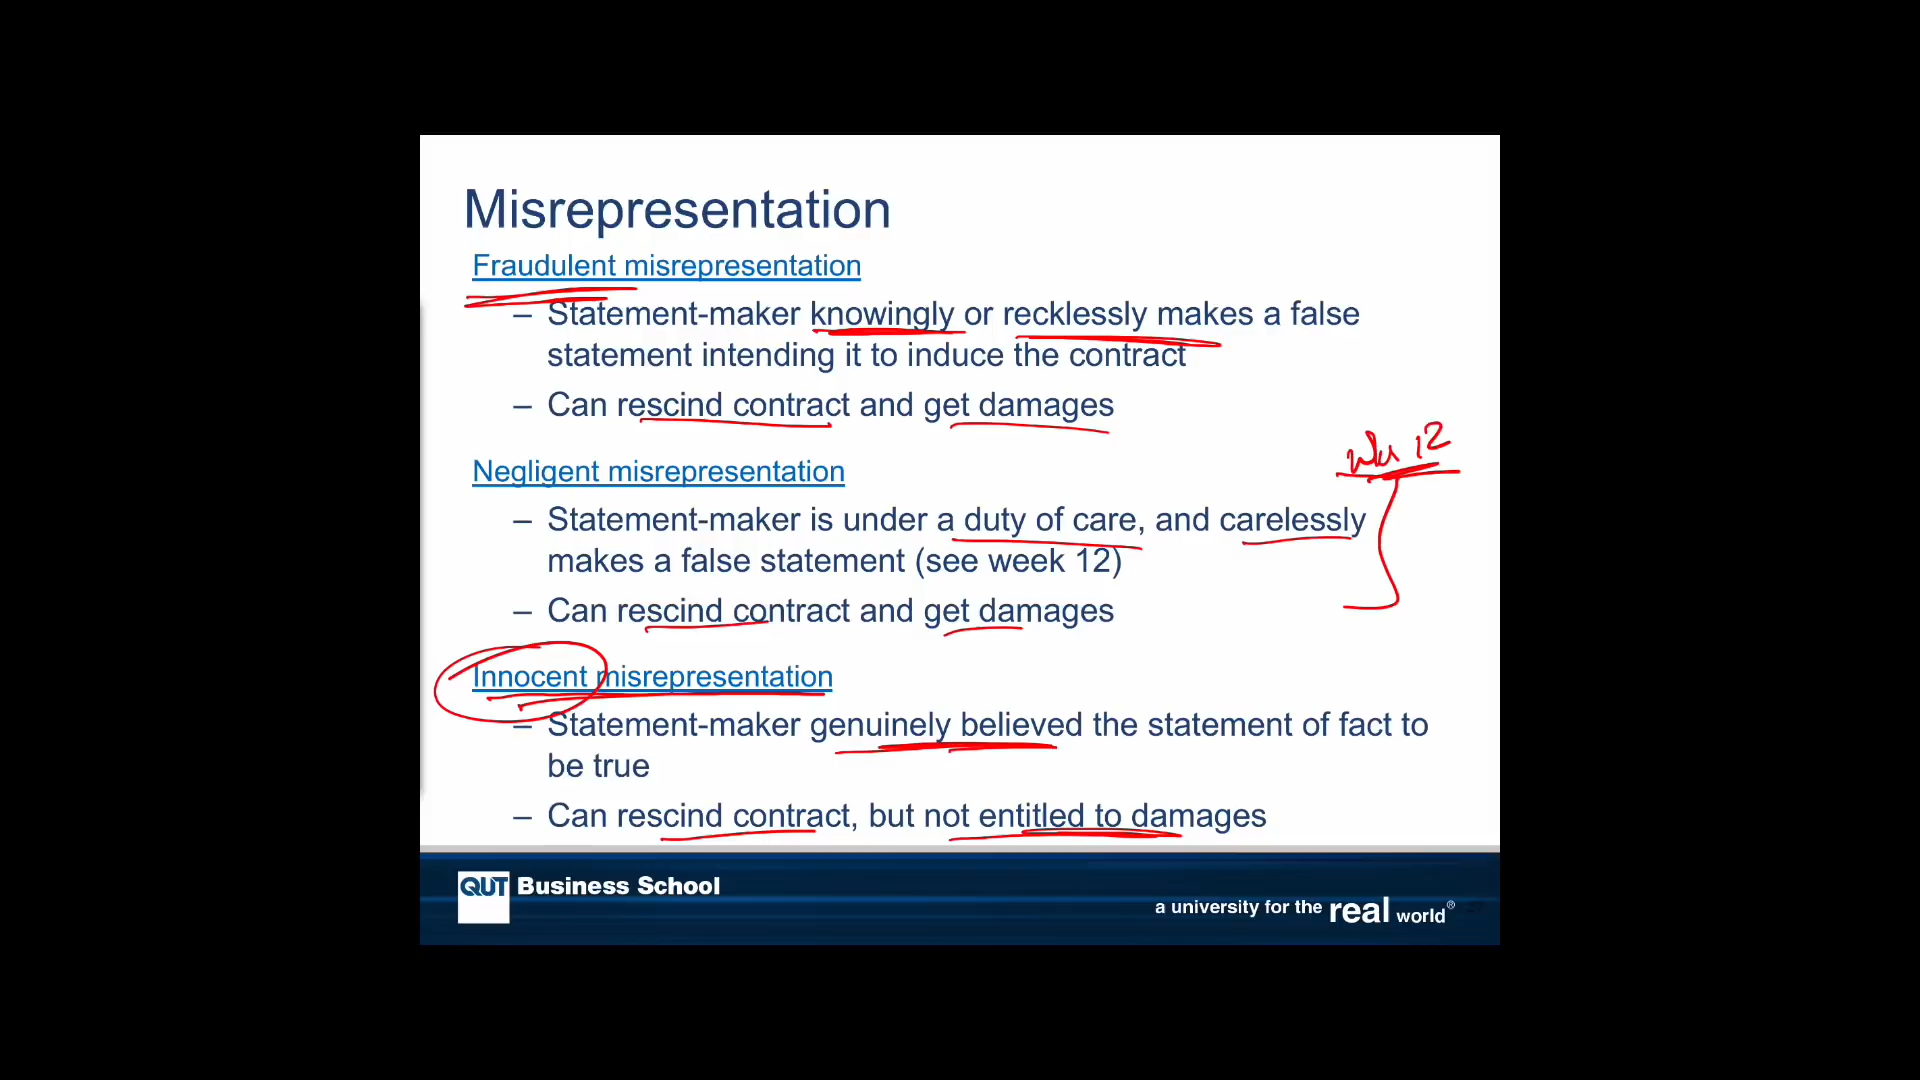 Misrepresentation
Fraudulent misrepresentation
– Statement-maker knowingly or recklessly makes a false
statement intending it to induce the contract
– Can rescind contract and get damages
Wk 12
Negligent misrepresentation
– Statement-maker is under a duty of care, and carelessly
makes a false statement (see week 12)
– Can rescind contract and get damages
Innocent misrepresentation
– Statement-maker genuinely believed the statement of fact to
be true
– Can rescind contract, but not entitled to damages
QUT Business School
a university for the real world®